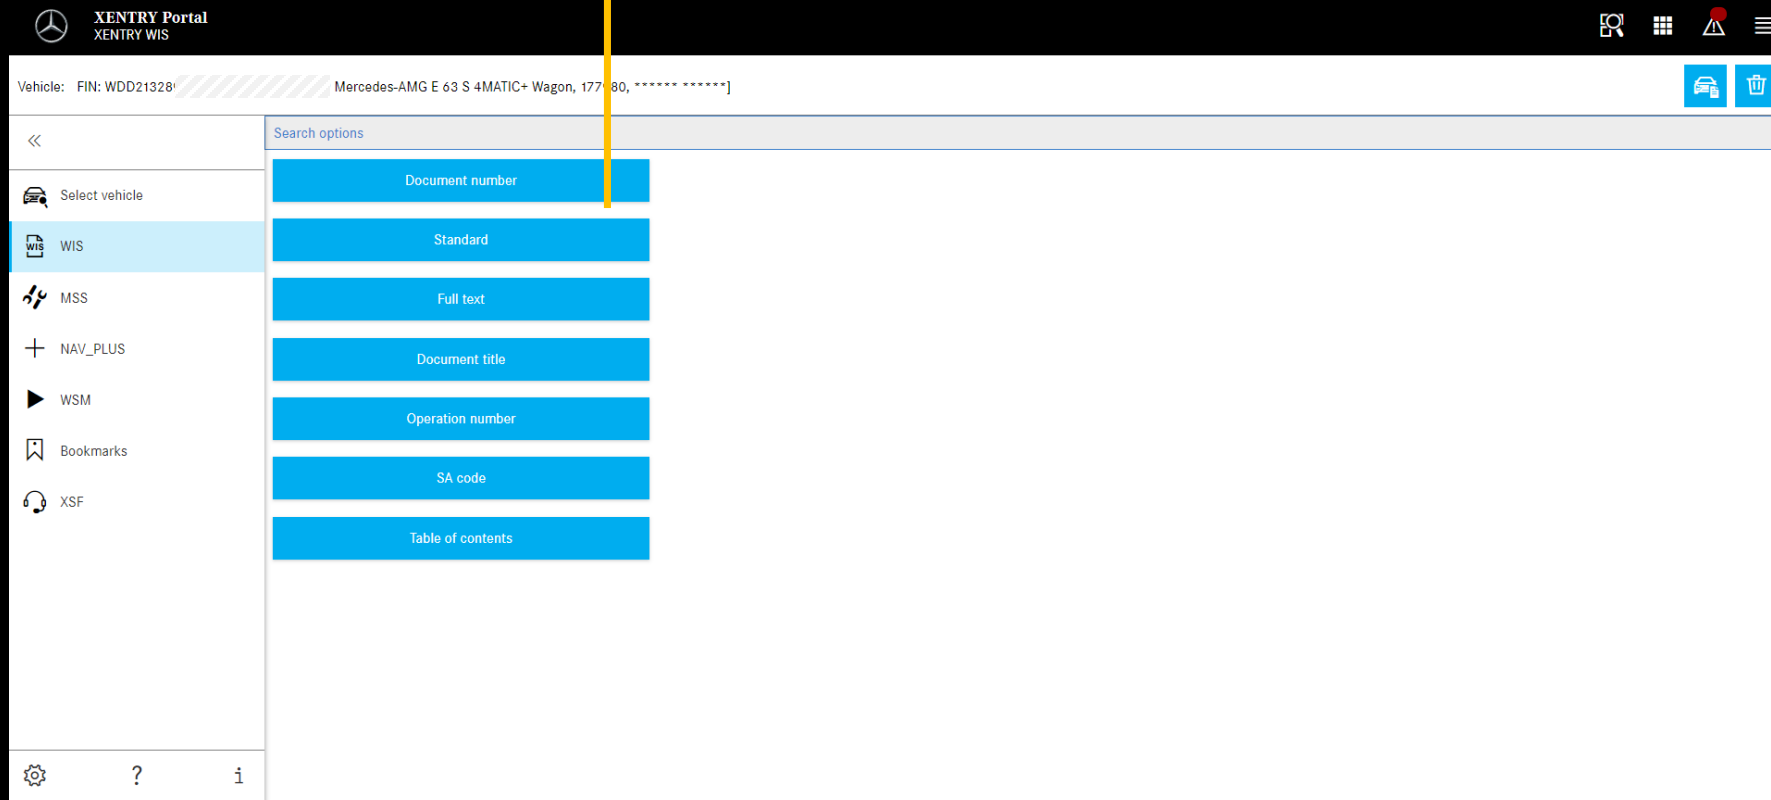 XENTRY Portal
XENTRY WIS
Vehicle: FIN: WDD21328 Mercedes-AMG E 63 S 4MATIC+ Wagon, 177 80, ****** ******]
Search options
Select vehicle
WIS
WIS
MSS
NAV_PLUS
WSM
Bookmarks
XSF
Document number
Standard
Full text
Document title
Operation number
SA code
Table of contents
? i